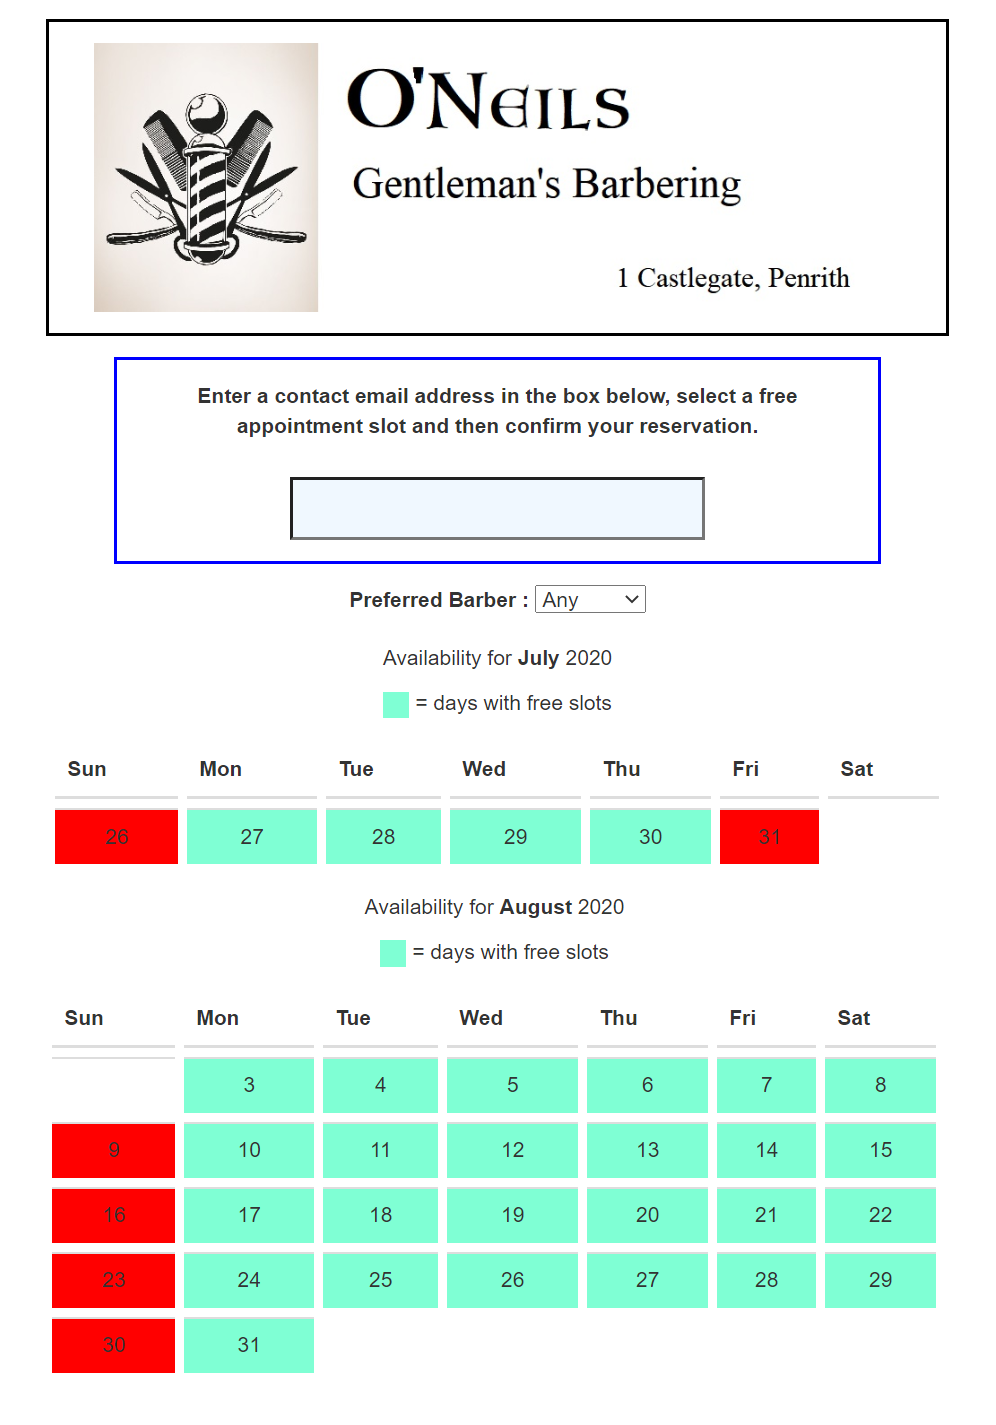 O'Neils
Gentleman's Barbering
1 Castlegate, Penrith
Enter a contact email address in the box below, select a free
appointment slot and then confirm your reservation.
Preferred Barber : Any
Availability for July 2020
= days with free slots
Sun Mon Tue Wed Thu Fri Sat
26 27 28 29 30 31
Availability for August 2020
= days with free slots
Sun Mon Tue Wed Thu Fri Sat
3 4 5 6 7 8
9 10 11 12 13 14 15
16 17 18 19 20 21 22
23 24 25 26 27 28 29
30 31